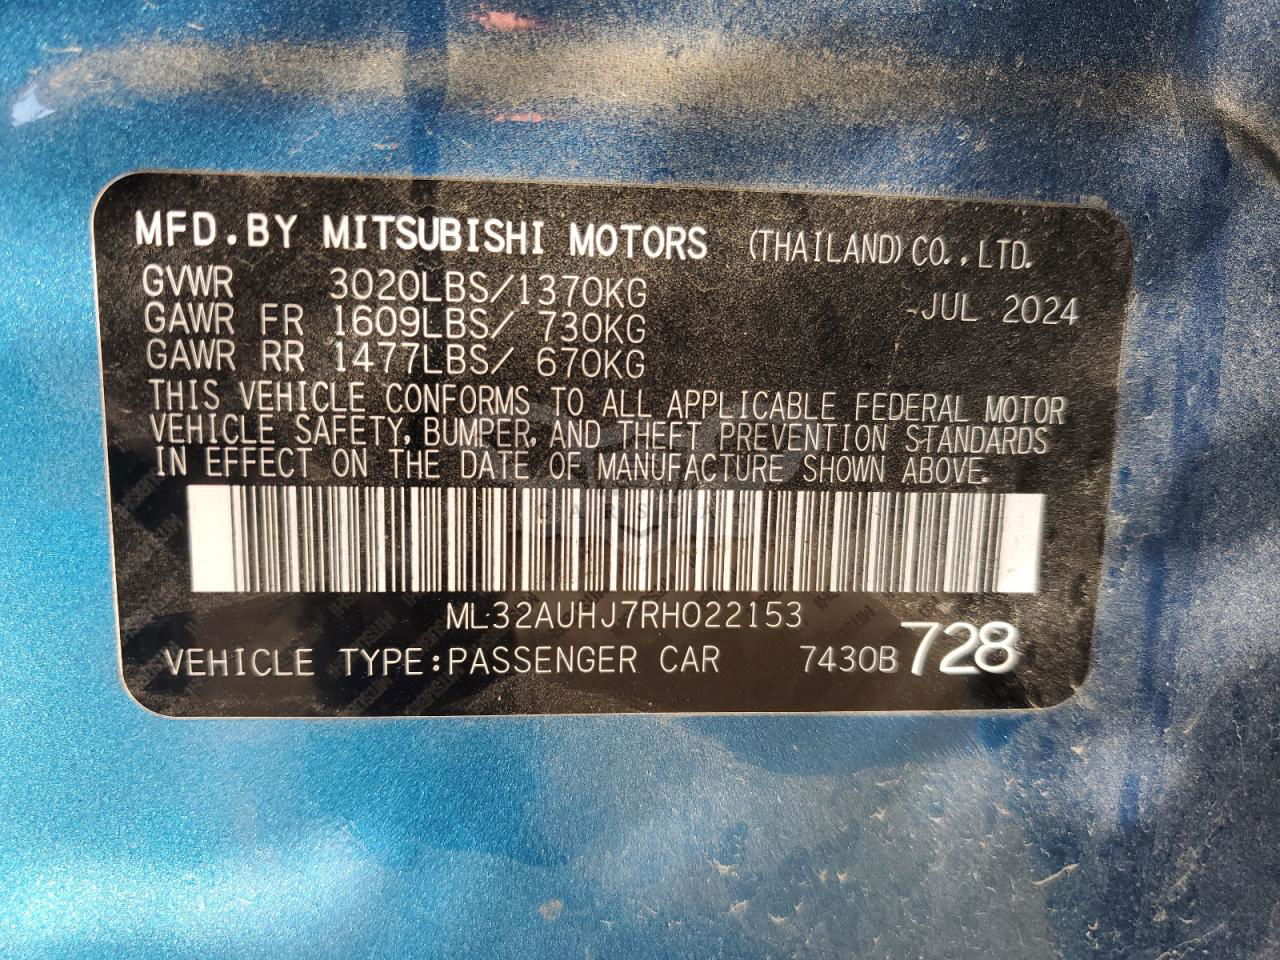 MFD.BY MITSUBISHI MOTORS (THAILAND) CO.,LTD.
GVWR 3020LBS/1370KG JUL 2024
GAWR FR 1609LBS/ 730KG
GAWR RR 1477LBS/ 670KG
THIS VEHICLE CONFORMS TO ALL APPLICABLE FEDERAL MOTOR
VEHICLE SAFETY, BUMPER, AND THEFT PREVENTION STANDARDS
IN EFFECT ON THE DATE OF MANUFACTURE SHOWN ABOVE.
ML32AUHJ7RH022153
VEHICLE TYPE:PASSENGER CAR 7430B 728